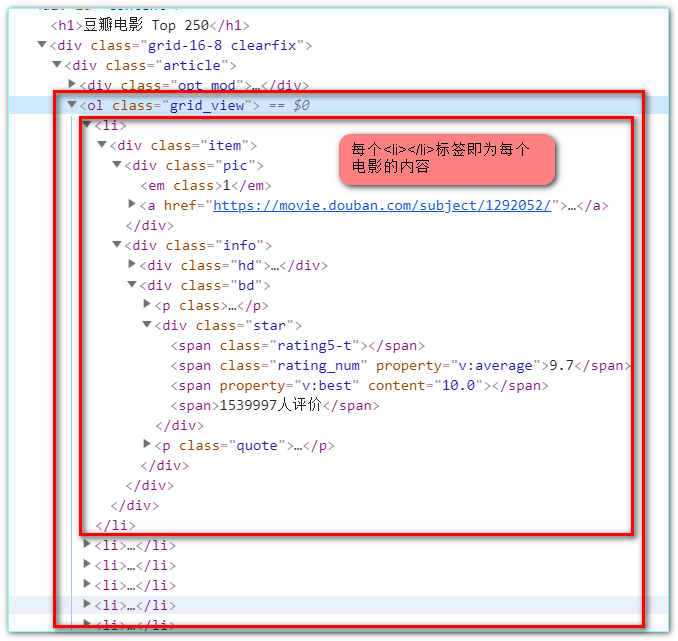 <h1>豆瓣电影 Top 250</h1>
▼<div class="grid-16-8 clearfix">
▼<div class="article">
▶<div class="opt mod">…</div>
▼<ol class="grid_view"> == $0
▼<li>
▼<div class="item">
▼<div class="pic">
<em class>1</em>
▶<a href="https://movie.douban.com/subject/1292052/">…</a>
</div>
▼<div class="info">
▶<div class="hd">…</div>
▼<div class="bd">
▶<p class>…</p>
▼<div class="star">
<span class="rating5-t"></span>
<span class="rating_num" property="v:average">9.7</span>
<span property="v:best" content="10.0"></span>
<span>1539997人评价</span>
</div>
▶<p class="quote">…</p>
</div>
</div>
</div>
</li>
▶<li>…</li>
▶<li>…</li>
▶<li>…</li>
▶<li>…</li>
▶<li>…</li>
每个<li></li>标签即为每个
电影的内容